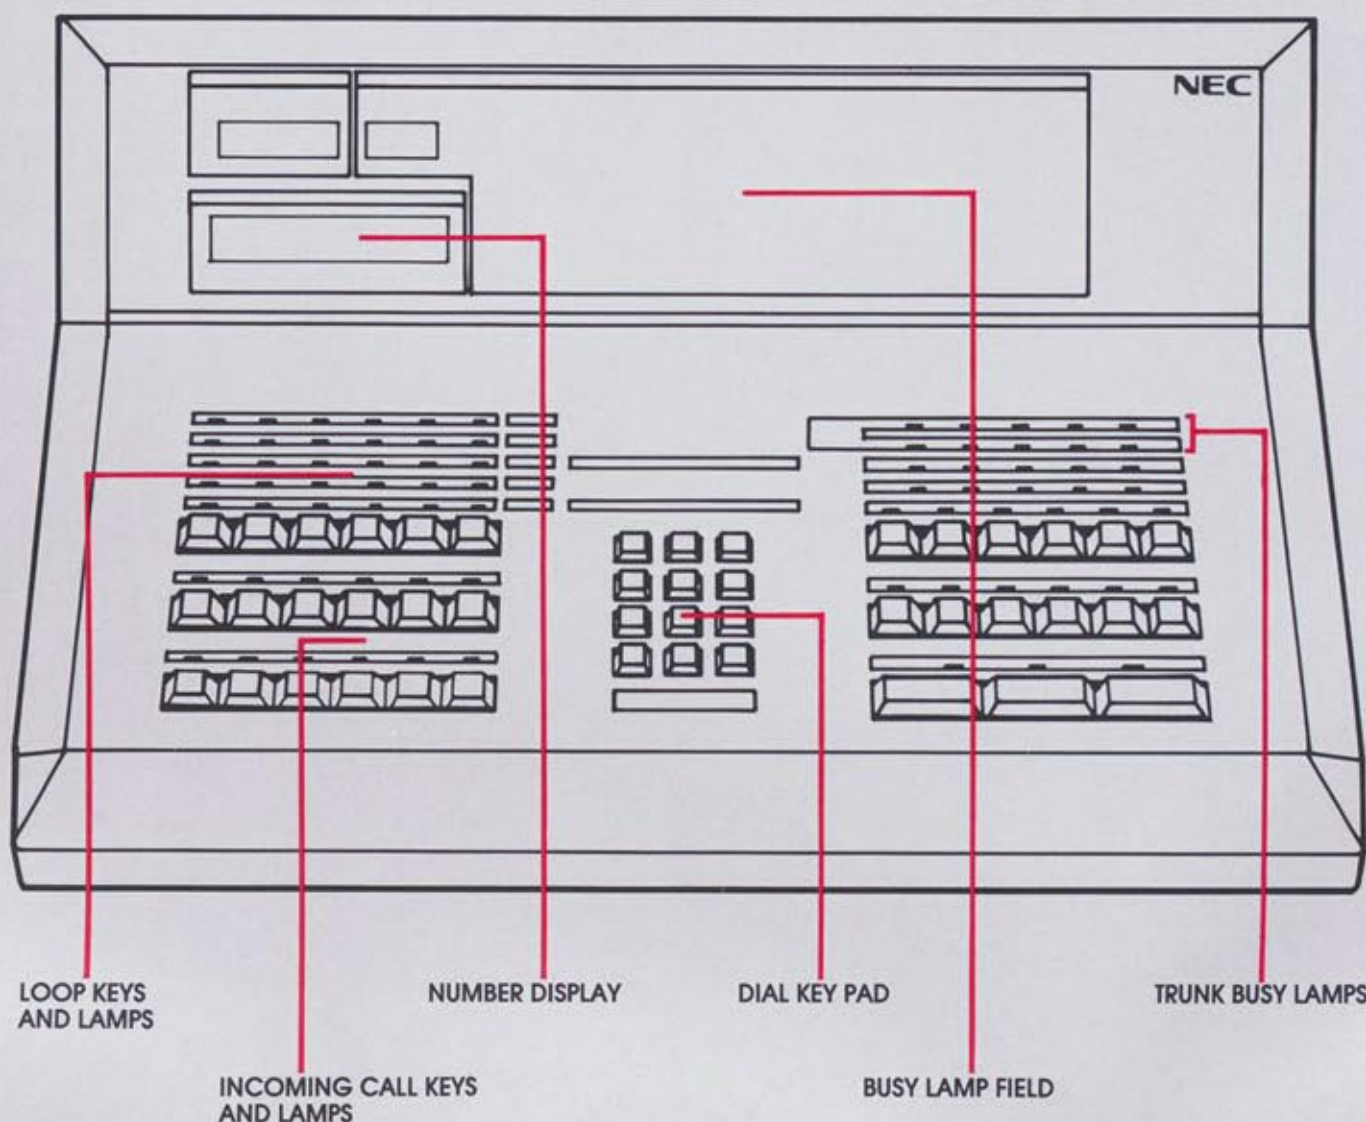 NEC
LOOP KEYS
AND LAMPS
NUMBER DISPLAY
DIAL KEY PAD
TRUNK BUSY LAMPS
INCOMING CALL KEYS
AND LAMPS
BUSY LAMP FIELD